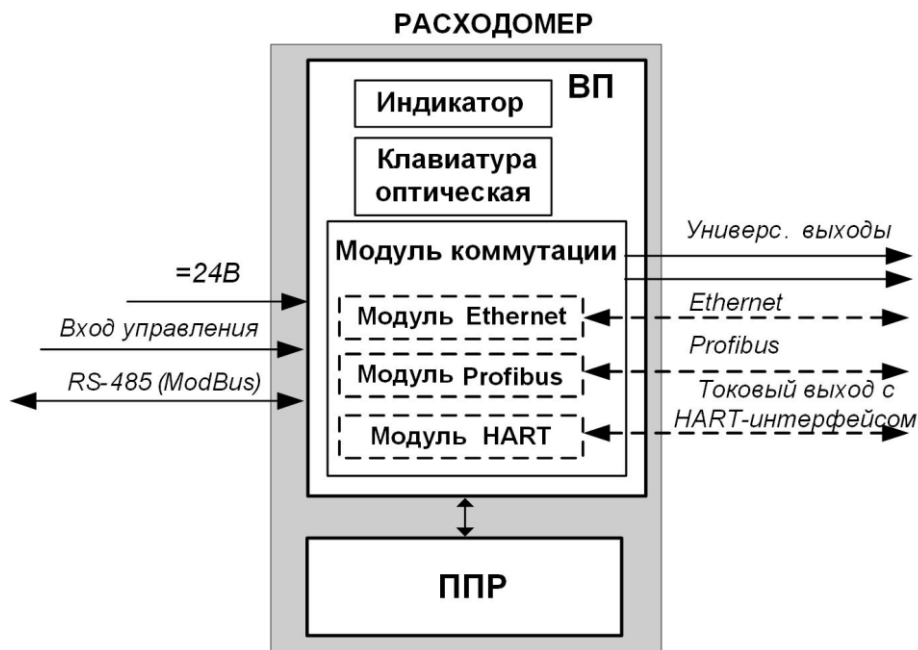 РАСХОДОМЕР
ВП
Индикатор
Клавиатура
оптическая
Модуль коммутации
Модуль Ethernet
Модуль Profibus
Модуль HART
ППР
=24В
Вход управления
RS-485 (ModBus)
Универс. выходы
Ethernet
Profibus
Токовый выход с
HART-интерфейсом